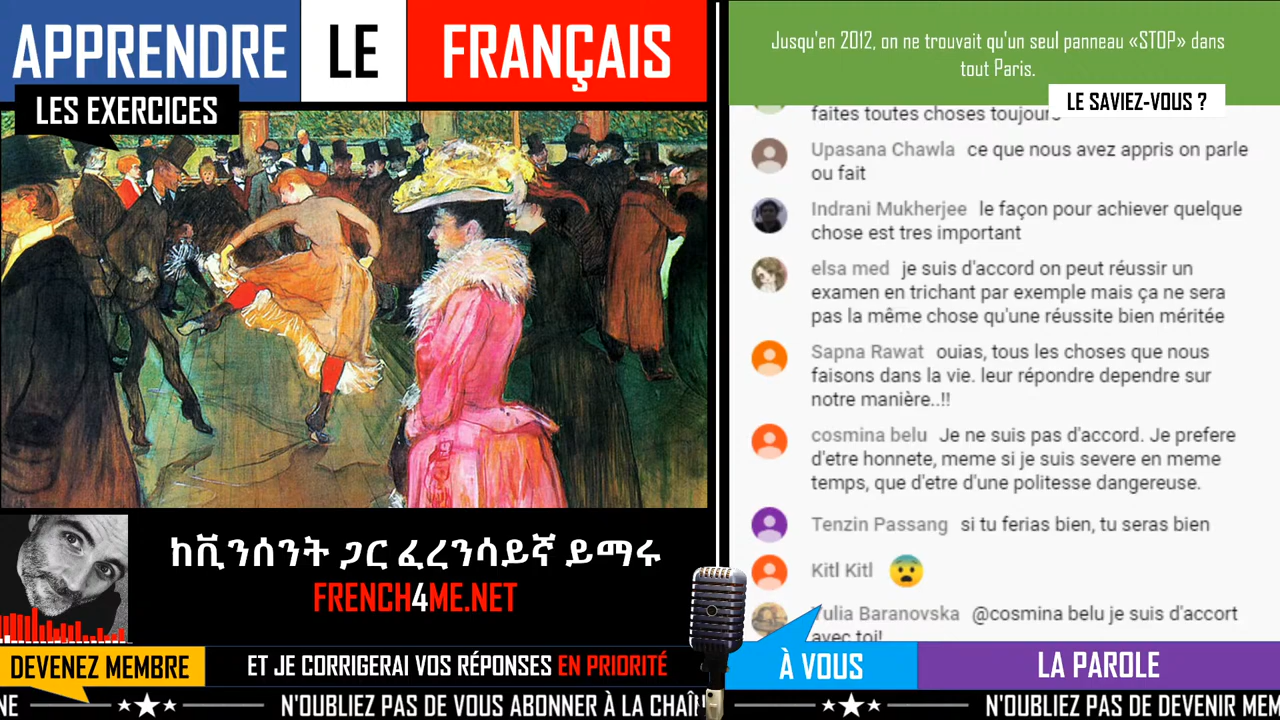 APPRENDRE LE FRANÇAIS
LES EXERCICES
Jusqu'en 2012, on ne trouvait qu'un seul panneau «STOP» dans
tout Paris.
LE SAVIEZ-VOUS ?
faites toutes choses toujours
Upasana Chawla ce que nous avez appris on parle
ou fait
Indrani Mukherjee le façon pour achiever quelque
chose est tres important
elsa med je suis d'accord on peut réussir un
examen en trichant par exemple mais ça ne sera
pas la même chose qu'une réussite bien méritée
Sapna Rawat ouias, tous les choses que nous
faisons dans la vie. leur répondre dependre sur
notre manière..!!
cosmina belu Je ne suis pas d'accord. Je prefere
d'etre honnete, meme si je suis severe en meme
temps, que d'etre d'une politesse dangereuse.
Tenzin Passang si tu ferias bien, tu seras bien
Kitl Kitl 😨
Yulia Baranovska @cosmina belu je suis d'accort
avec toi!
ከቪንሰንት ጋር ፈረንሳይኛ ይማሩ
FRENCH4ME.NET
DEVENEZ MEMBRE
ET JE CORRIGERAI VOS RÉPONSES EN PRIORITÉ
À VOUS
LA PAROLE
NE ★ N'OUBLIEZ PAS DE VOUS ABONNER À LA CHAÎN
★ N'OUBLIEZ PAS DE DEVENIR MEM